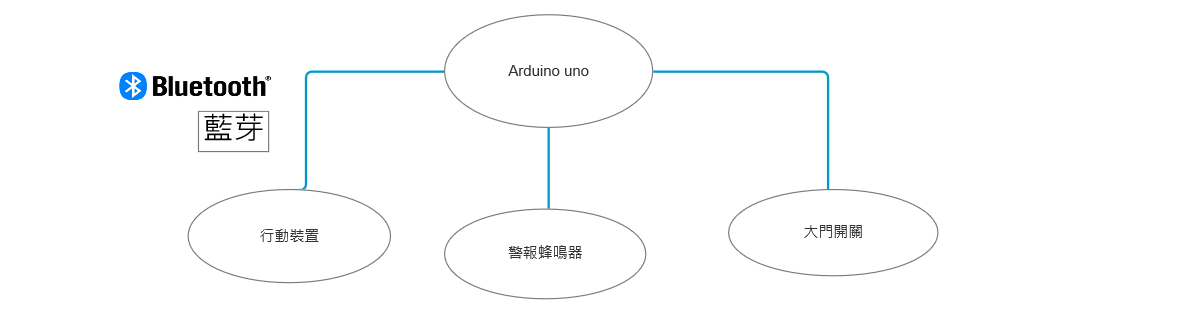 Arduino uno
Bluetooth®
藍芽
行動裝置
警報蜂鳴器
大門開關